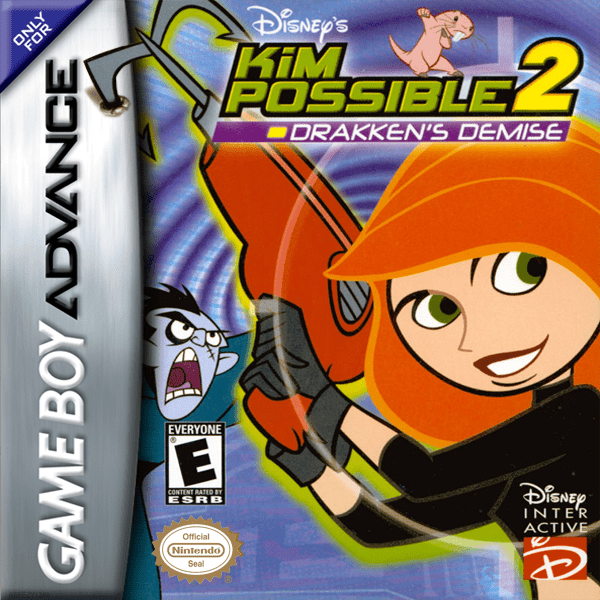 ONLY
FOR
GAME BOY ADVANCE
Disney's
KiM
POSSIBLE 2
DRAKKEN'S DEMISE
EVERYONE
E
®
CONTENT RATED BY
ESRB
Official
Nintendo
Seal
Disney
INTER
ACTIVE
D